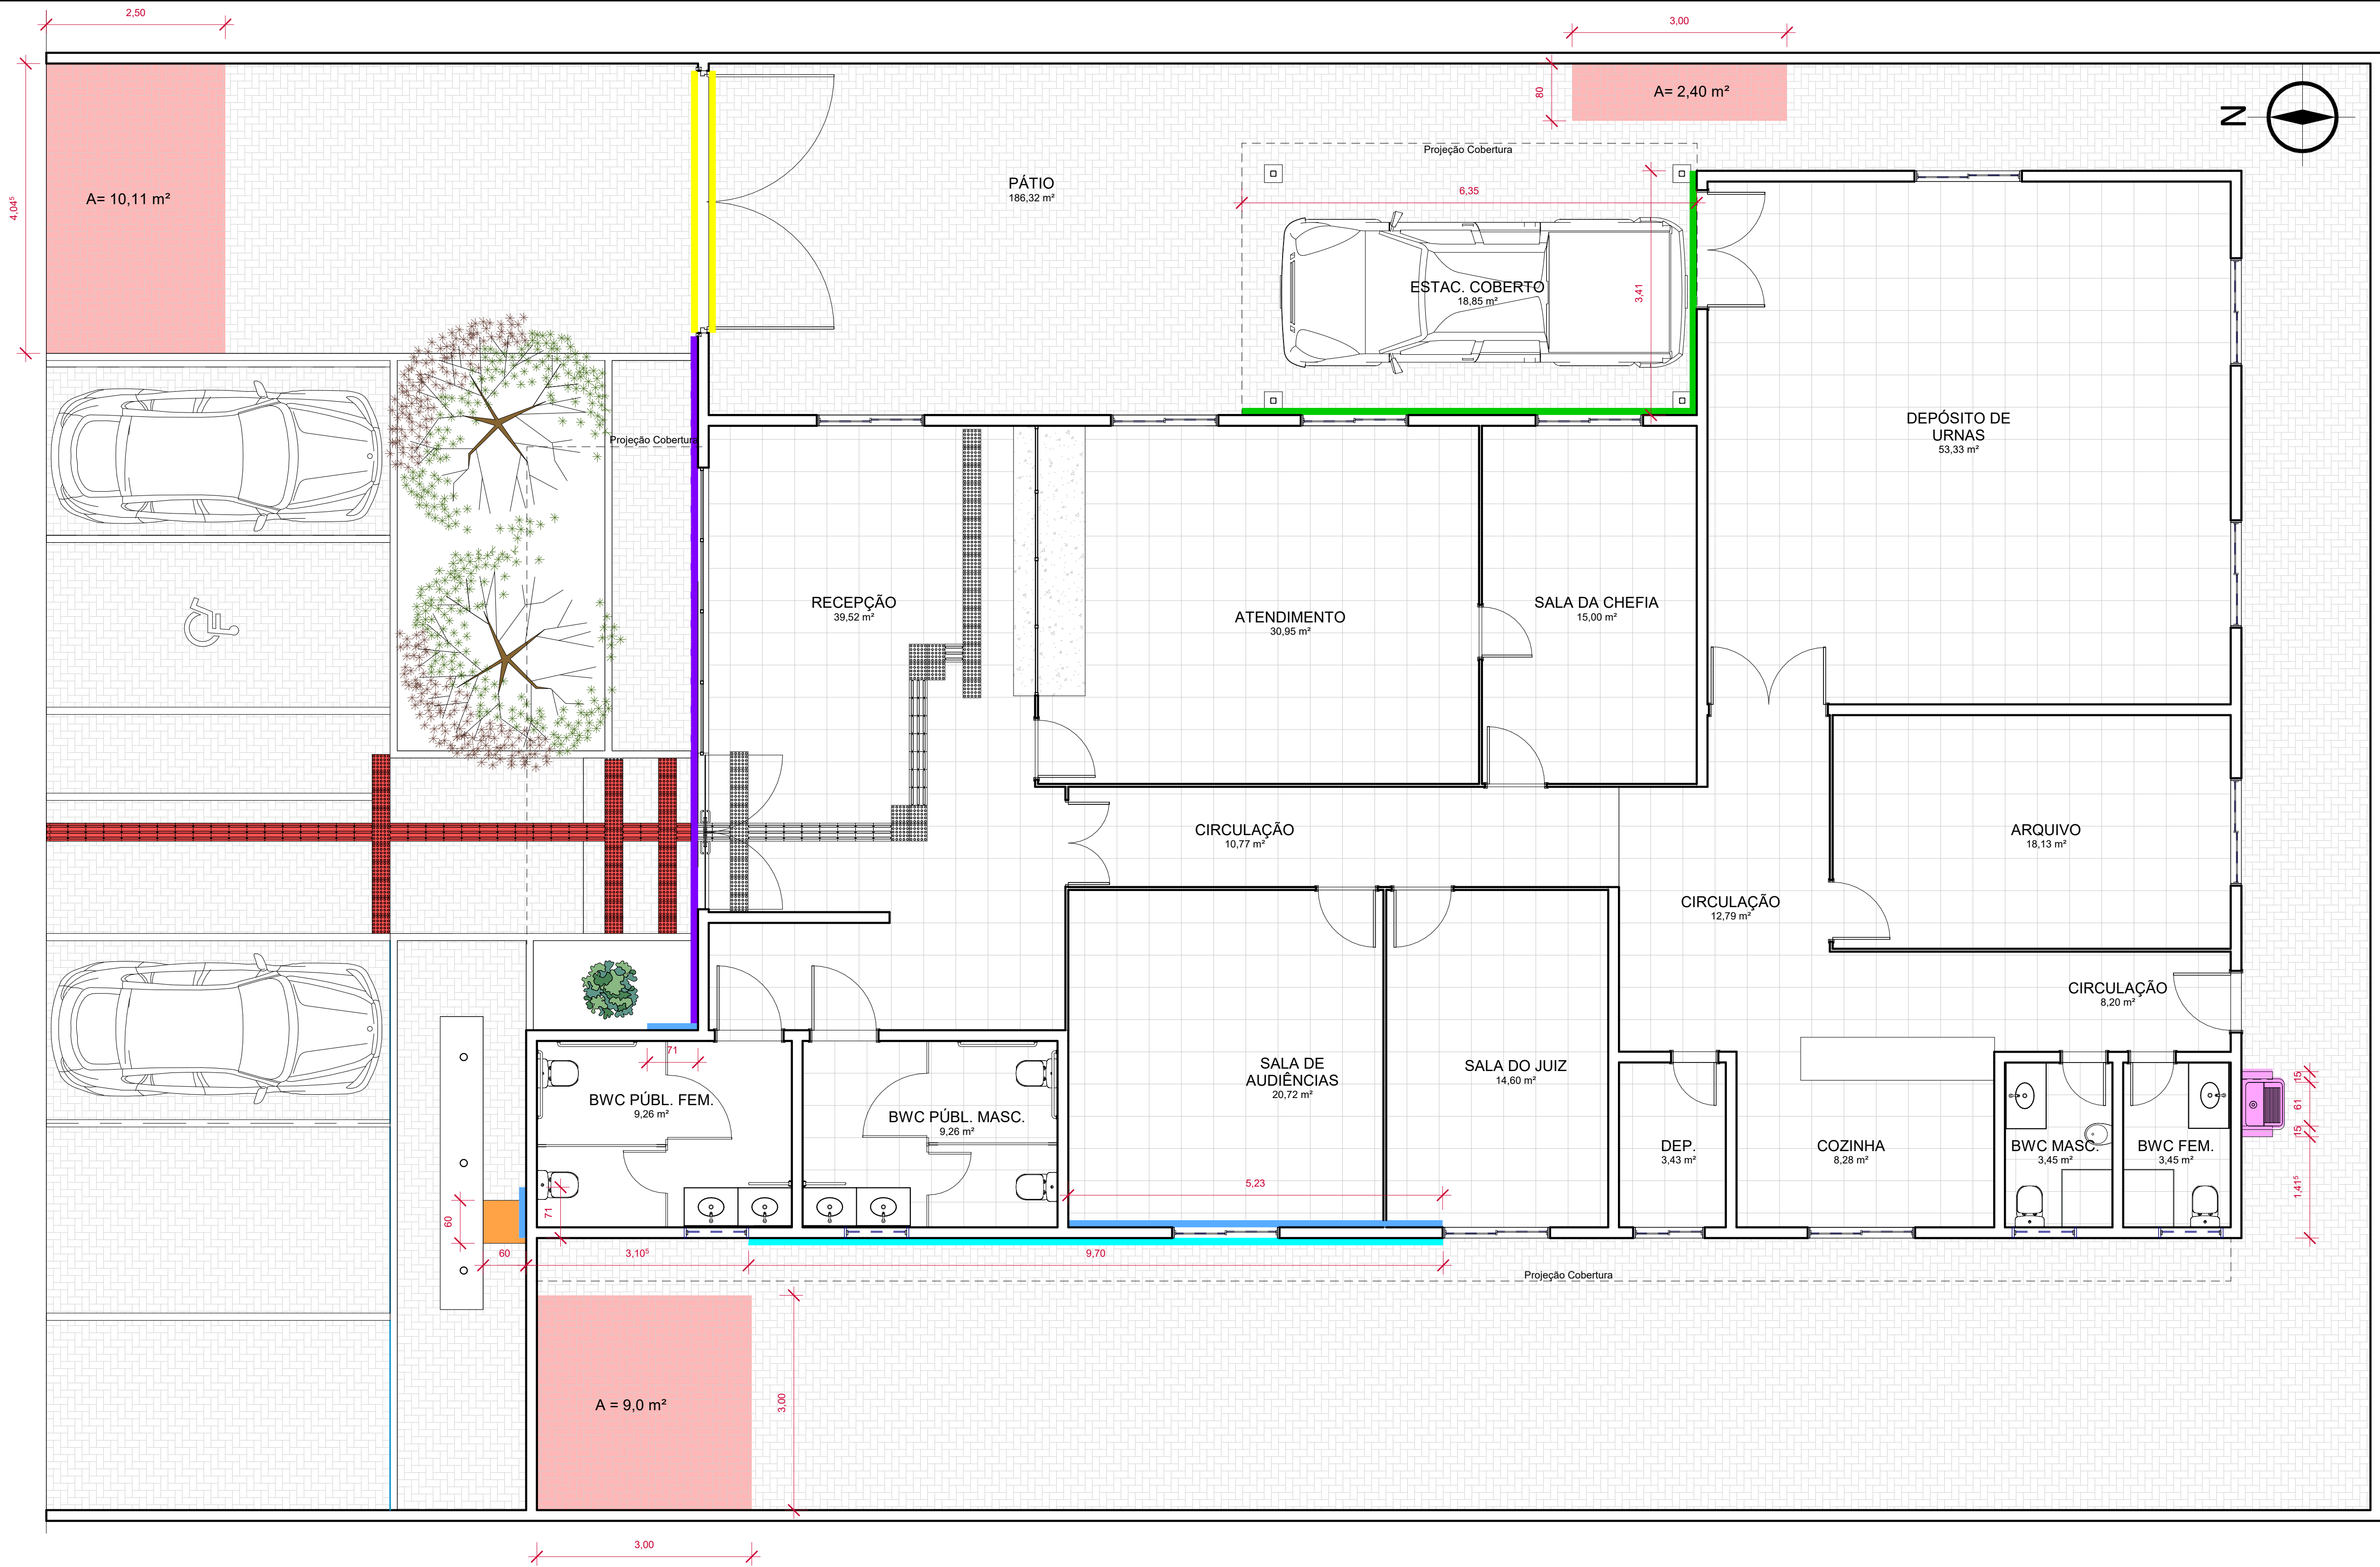 2,50
3,00
4,04⁵
A= 10,11 m²
80
A= 2,40 m²
N
Projeção Cobertura
PÁTIO
186,32 m²
6,35
ESTAC. COBERTO
18,85 m²
3,41
DEPÓSITO DE
URNAS
53,33 m²
Projeção Cobertura
RECEPÇÃO
39,52 m²
ATENDIMENTO
30,95 m²
SALA DA CHEFIA
15,00 m²
CIRCULAÇÃO
10,77 m²
ARQUIVO
18,13 m²
CIRCULAÇÃO
12,79 m²
CIRCULAÇÃO
8,20 m²
71
BWC PÚBL. FEM.
9,26 m²
BWC PÚBL. MASC.
9,26 m²
SALA DE
AUDIÊNCIAS
20,72 m²
SALA DO JUIZ
14,60 m²
DEP.
3,43 m²
COZINHA
8,28 m²
BWC MASC.
3,45 m²
BWC FEM.
3,45 m²
15
61
15
1,41⁵
5,23
71
60
60
3,10⁵
9,70
Projeção Cobertura
A = 9,0 m²
3,00
3,00